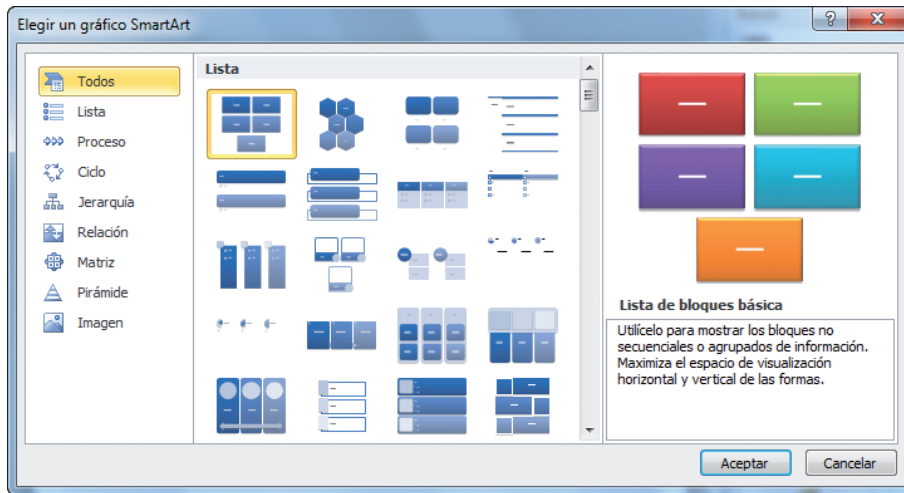 Elegir un gráfico SmartArt
Todos
Lista
Proceso
Ciclo
Jerarquía
Relación
Matriz
Pirámide
Imagen
Lista
Lista de bloques básica
Utilícelo para mostrar los bloques no
secuenciales o agrupados de información.
Maximiza el espacio de visualización
horizontal y vertical de las formas.
Aceptar
Cancelar